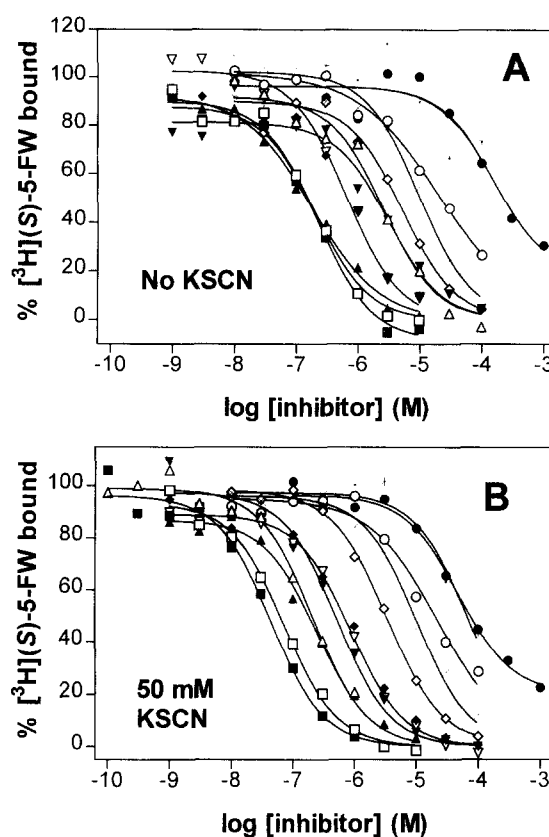 120
100
80
60
40
20
0
% [³H](S)-5-FW bound
A
No KSCN
-10 -9 -8 -7 -6 -5 -4 -3
log [inhibitor] (M)
120
100
80
60
40
20
0
% [³H](S)-5-FW bound
B
50 mM
KSCN
-10 -9 -8 -7 -6 -5 -4 -3
log [inhibitor] (M)